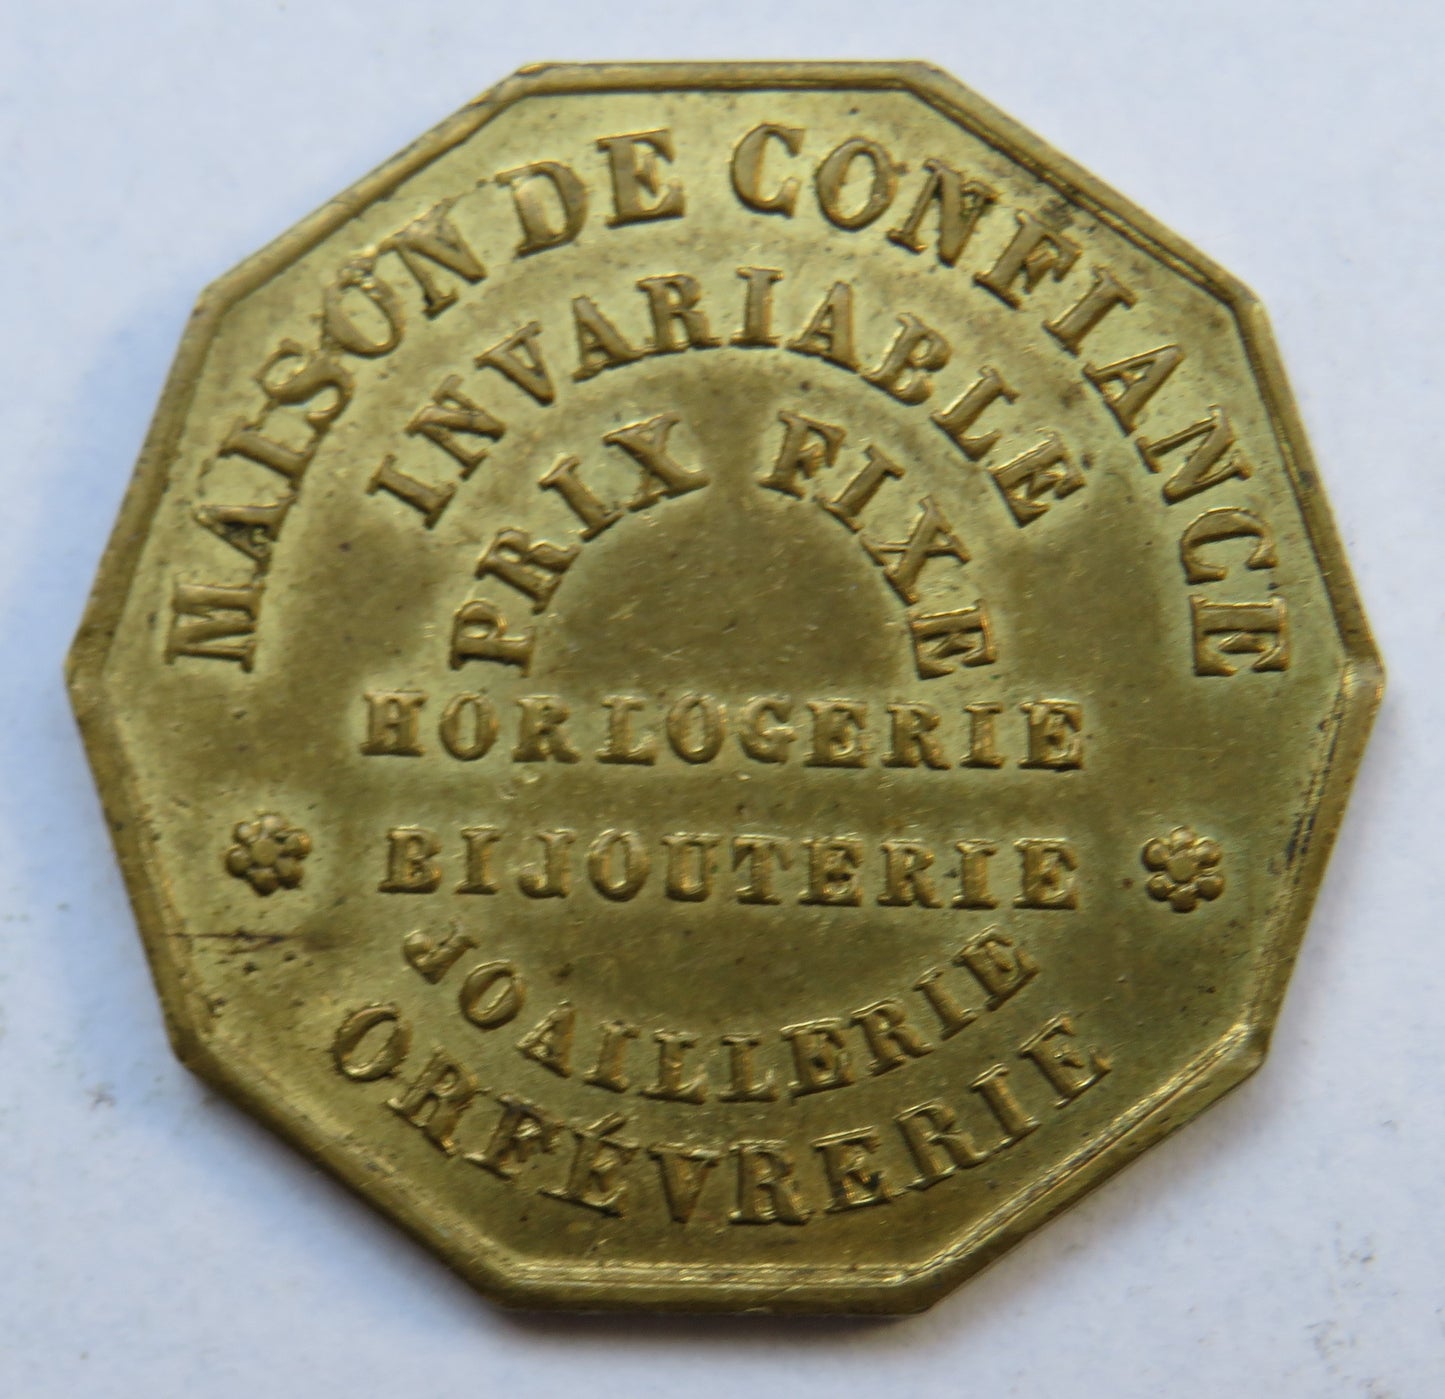 MAISON DE CONFIANCE
INVARIABLE
PRIX FIXE
HORLOGERIE
BIJOUTERIE
JOAILLERIE
ORFÉVRERIE